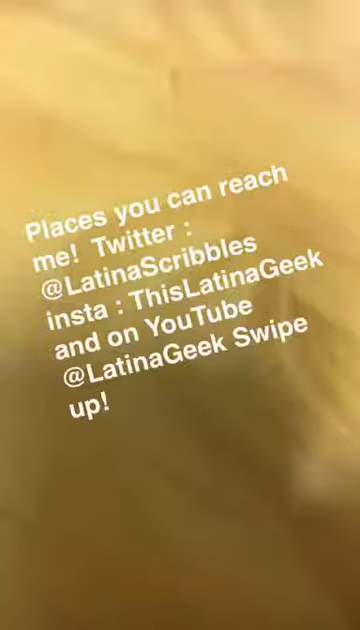 Places you can reach
me! Twitter :
@LatinaScribbles
insta : ThisLatinaGeek
and on YouTube
@LatinaGeek Swipe
up!